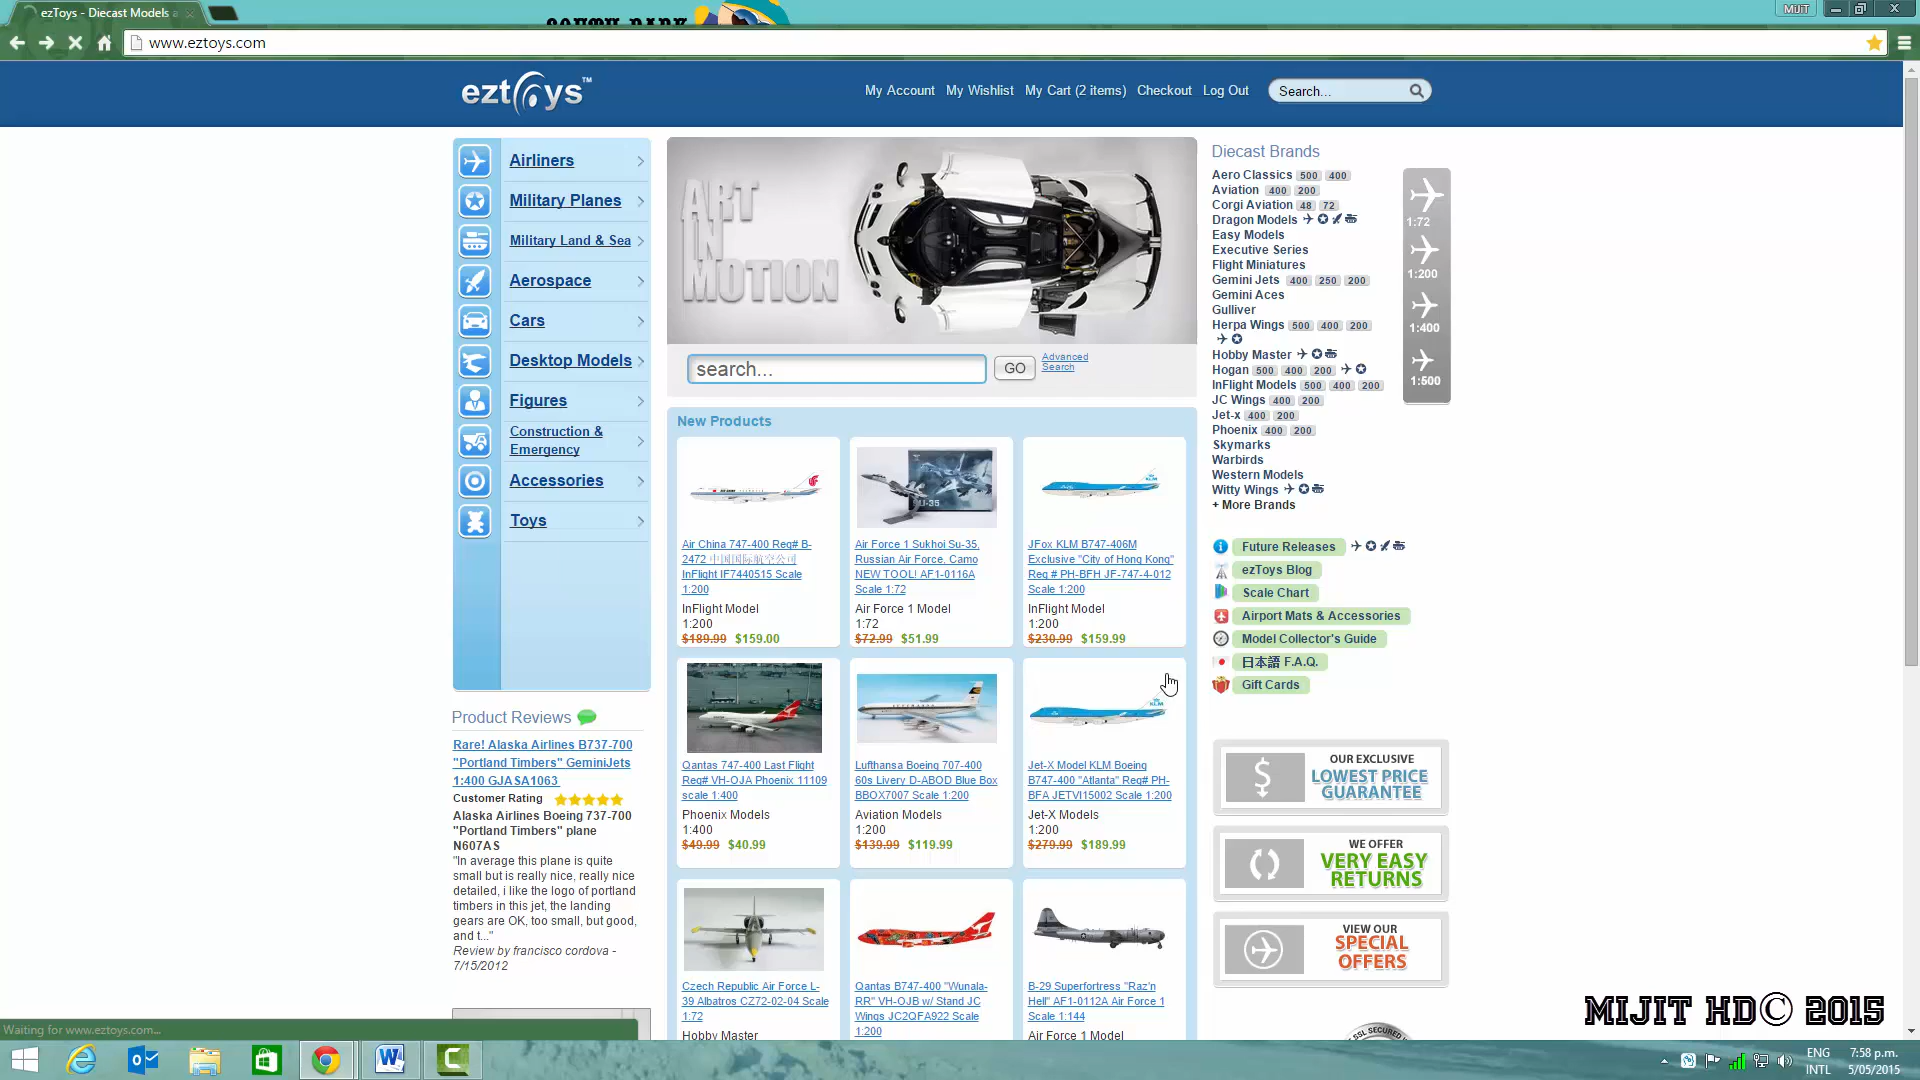 ezToys - Diecast Models a
SOUTH PARK
MiJiT
www.eztoys.com
eztoys™
My Account
My Wishlist
My Cart (2 items)
Checkout
Log Out
Search...
Airliners
Military Planes
Military Land & Sea
Aerospace
Cars
Desktop Models
Figures
Construction &
Emergency
Accessories
Toys
Product Reviews
Rare! Alaska Airlines B737-700
"Portland Timbers" GeminiJets
1:400 GJASA1063
Customer Rating
Alaska Airlines Boeing 737-700
"Portland Timbers" plane
N607AS
"In average this plane is quite
small but is really nice, really nice
detailed, i like the logo of portland
timbers in this jet, the landing
gears are OK, too small, but good,
and t..."
Review by francisco cordova -
7/15/2012
ART
IN
MOTION
search...
GO
Advanced
Search
New Products
Air China 747-400 Reg# B-
2472 中国国际航空公司
InFlight IF7440515 Scale
1:200
InFlight Model
1:200
$189.99 $159.00
SU-35
Air Force 1 Sukhoi Su-35,
Russian Air Force, Camo
NEW TOOL! AF1-0116A
Scale 1:72
Air Force 1 Model
1:72
$72.99 $51.99
KLM
JFox KLM B747-406M
Exclusive "City of Hong Kong"
Reg # PH-BFH JF-747-4-012
Scale 1:200
InFlight Model
1:200
$230.99 $159.99
Qantas 747-400 Last Flight
Reg# VH-OJA Phoenix 11109
scale 1:400
Phoenix Models
1:400
$49.99 $40.99
Lufthansa Boeing 707-400
60s Livery D-ABOD Blue Box
BBOX7007 Scale 1:200
Aviation Models
1:200
$139.99 $119.99
KLM
Jet-X Model KLM Boeing
B747-400 "Atlanta" Reg# PH-
BFA JETVI15002 Scale 1:200
Jet-X Models
1:200
$279.99 $189.99
Czech Republic Air Force L-
39 Albatros CZ72-02-04 Scale
1:72
Hobby Master
Qantas B747-400 "Wunala-
RR" VH-OJB w/ Stand JC
Wings JC2QFA922 Scale
1:200
B-29 Superfortress "Raz'n
Hell" AF1-0112A Air Force 1
Scale 1:144
Air Force 1 Model
Diecast Brands
Aero Classics 500 400
Aviation 400 200
Corgi Aviation 48 72
Dragon Models
Easy Models
Executive Series
Flight Miniatures
Gemini Jets 400 250 200
Gemini Aces
Gulliver
Herpa Wings 500 400 200
Hobby Master
Hogan 500 400 200
InFlight Models 500 400 200
JC Wings 400 200
Jet-x 400 200
Phoenix 400 200
Skymarks
Warbirds
Western Models
Witty Wings
+ More Brands
1:72
1:200
1:400
1:500
Future Releases
ezToys Blog
Scale Chart
Airport Mats & Accessories
Model Collector's Guide
日本語 F.A.Q.
Gift Cards
OUR EXCLUSIVE
LOWEST PRICE
GUARANTEE
WE OFFER
VERY EASY
RETURNS
VIEW OUR
SPECIAL
OFFERS
MIJIT HD© 2015
Waiting for www.eztoys.com...
ENG
INTL
7:58 p.m.
5/05/2015